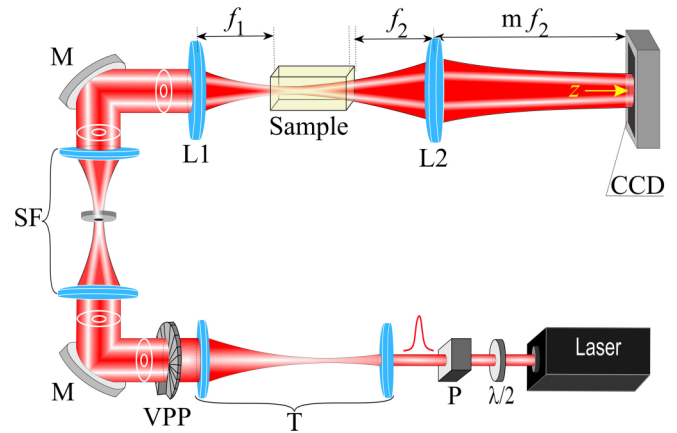 f1 f2 m f2
M
z
Sample
L1 L2
CCD
SF
Laser
M
VPP T P λ/2